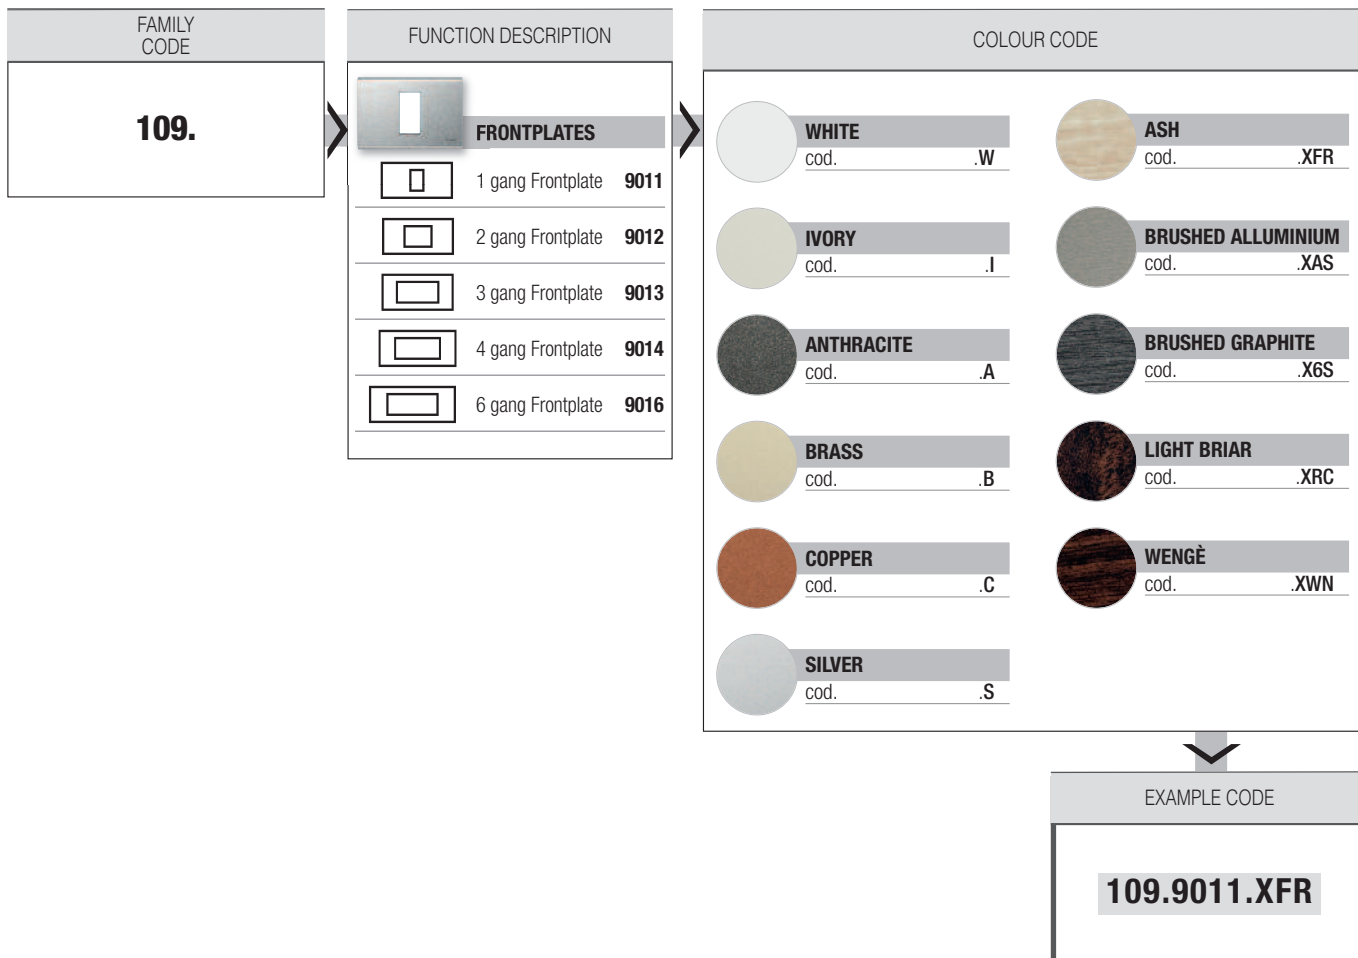 FAMILY
CODE
109.
FUNCTION DESCRIPTION
FRONTPLATES
1 gang Frontplate 9011
2 gang Frontplate 9012
3 gang Frontplate 9013
4 gang Frontplate 9014
6 gang Frontplate 9016
COLOUR CODE
WHITE
cod. .W
IVORY
cod. .I
ANTHRACITE
cod. .A
BRASS
cod. .B
COPPER
cod. .C
SILVER
cod. .S
ASH
cod. .XFR
BRUSHED ALLUMINIUM
cod. .XAS
BRUSHED GRAPHITE
cod. .X6S
LIGHT BRIAR
cod. .XRC
WENGÈ
cod. .XWN
EXAMPLE CODE
109.9011.XFR